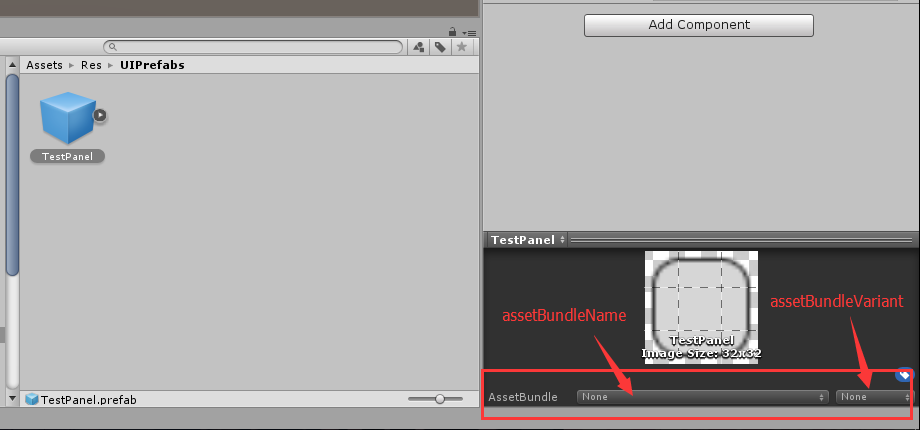 Add Component
Assets ▸ Res ▸ UIPrefabs
TestPanel
TestPanel
assetBundleName
assetBundleVariant
TestPanel
Image Size: 32x32
AssetBundle None None
TestPanel.prefab